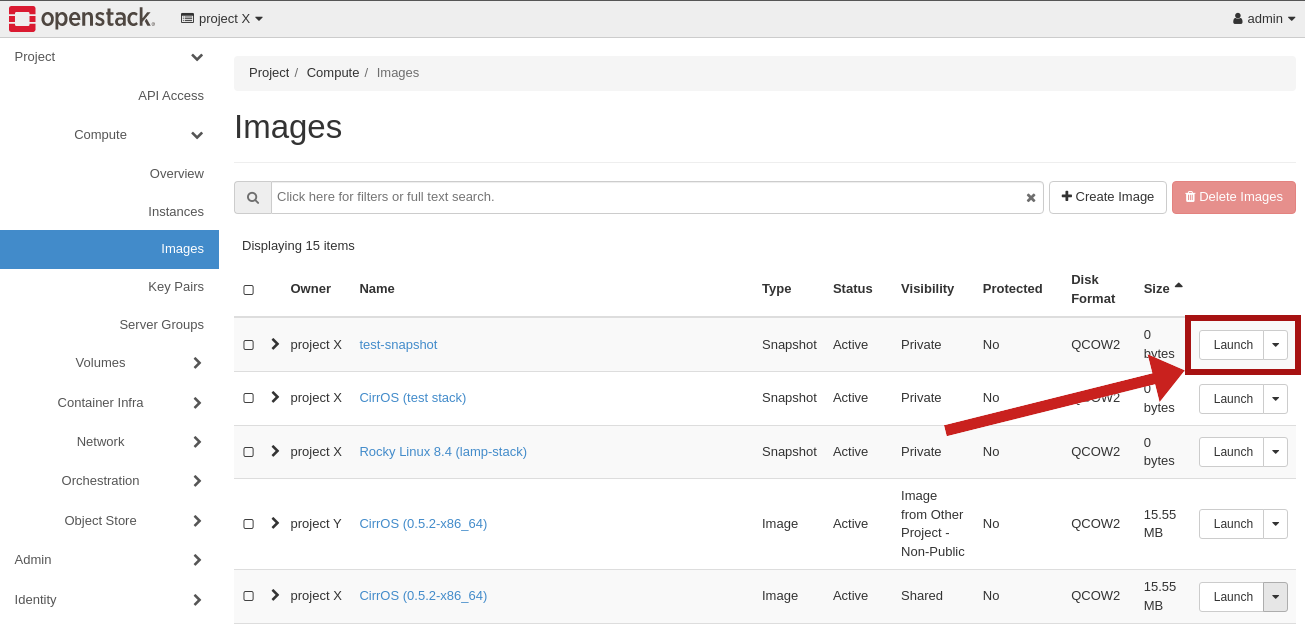 openstack. project X admin
Project
API Access
Compute
Overview
Instances
Images
Key Pairs
Server Groups
Volumes
Container Infra
Network
Orchestration
Object Store
Admin
Identity
Project / Compute / Images
Images
Click here for filters or full text search. Create Image Delete Images
Displaying 15 items
Owner Name Type Status Visibility Protected Disk Format Size
project X test-snapshot Snapshot Active Private No QCOW2 0 bytes Launch
project X CirrOS (test stack) Snapshot Active Private No QCOW2 0 bytes Launch
project X Rocky Linux 8.4 (lamp-stack) Snapshot Active Private No QCOW2 0 bytes Launch
project Y CirrOS (0.5.2-x86_64) Image Active Image from Other Project - Non-Public No QCOW2 15.55 MB Launch
project X CirrOS (0.5.2-x86_64) Image Active Shared No QCOW2 15.55 MB Launch